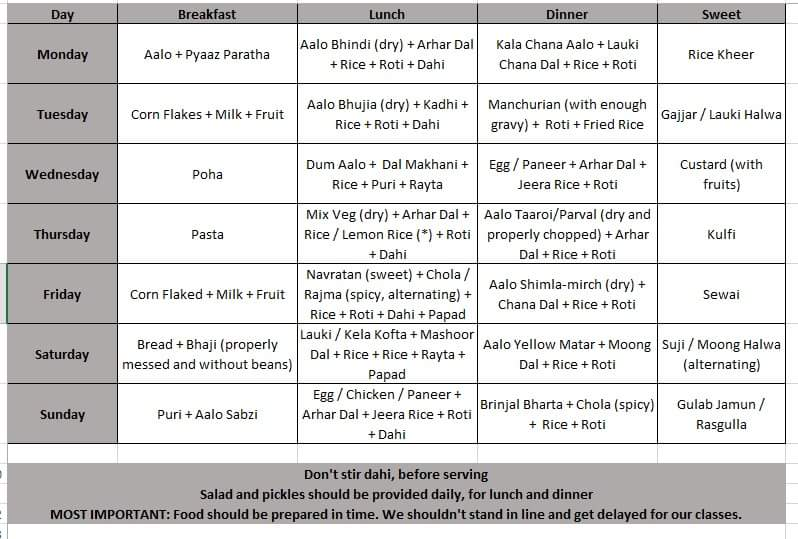 Day Breakfast Lunch Dinner Sweet
Monday
Aalo + Pyaaz Paratha
Aalo Bhindi (dry) + Arhar Dal
+ Rice + Roti + Dahi
Kala Chana Aalo + Lauki
Chana Dal + Rice + Roti
Rice Kheer
Tuesday
Corn Flakes + Milk + Fruit
Aalo Bhujia (dry) + Kadhi +
Rice + Roti + Dahi
Manchurian (with enough
gravy) + Roti + Fried Rice
Gajjar / Lauki Halwa
Wednesday
Poha
Dum Aalo + Dal Makhani +
Rice + Puri + Rayta
Egg / Paneer + Arhar Dal +
Jeera Rice + Roti
Custard (with
fruits)
Thursday
Pasta
Mix Veg (dry) + Arhar Dal +
Rice / Lemon Rice (*) + Roti
+ Dahi
Aalo Taaroi/Parval (dry and
properly chopped) + Arhar
Dal + Rice + Roti
Kulfi
Friday
Corn Flaked + Milk + Fruit
Navratan (sweet) + Chola /
Rajma (spicy, alternating) +
Rice + Roti + Dahi + Papad
Aalo Shimla-mirch (dry) +
Chana Dal + Rice + Roti
Sewai
Saturday
Bread + Bhaji (properly
messed and without beans)
Lauki / Kela Kofta + Mashoor
Dal + Rice + Rice + Rayta +
Papad
Aalo Yellow Matar + Moong
Dal + Rice + Roti
Suji / Moong Halwa
(alternating)
Sunday
Puri + Aalo Sabzi
Egg / Chicken / Paneer +
Arhar Dal + Jeera Rice + Roti
+ Dahi
Brinjal Bharta + Chola (spicy)
+ Rice + Roti
Gulab Jamun /
Rasgulla
Don't stir dahi, before serving
Salad and pickles should be provided daily, for lunch and dinner
MOST IMPORTANT: Food should be prepared in time. We shouldn't stand in line and get delayed for our classes.